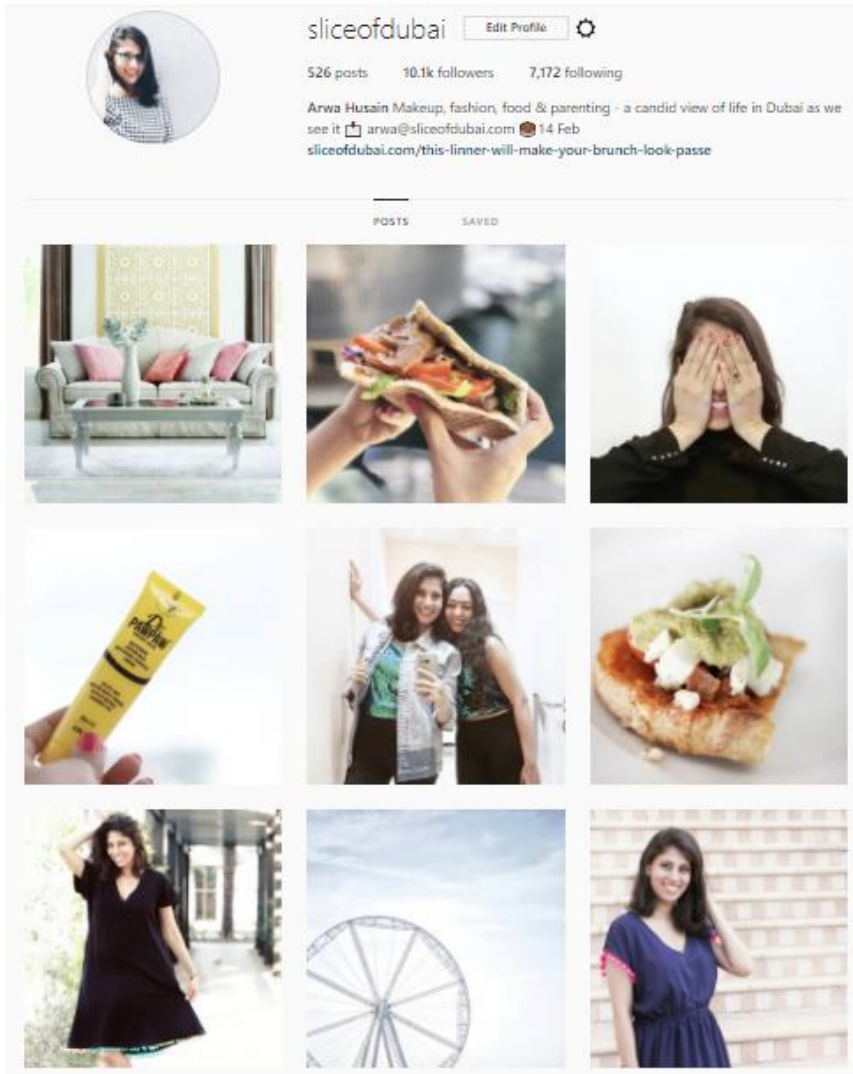 sliceofdubai Edit Profile
526 posts 10.1k followers 7,172 following
Arwa Husain Makeup, fashion, food & parenting - a candid view of life in Dubai as we
see it arwa@sliceofdubai.com 14 Feb
sliceofdubai.com/this-linner-will-make-your-brunch-look-passe
POSTS SAVED
Dr.
PAWPAW